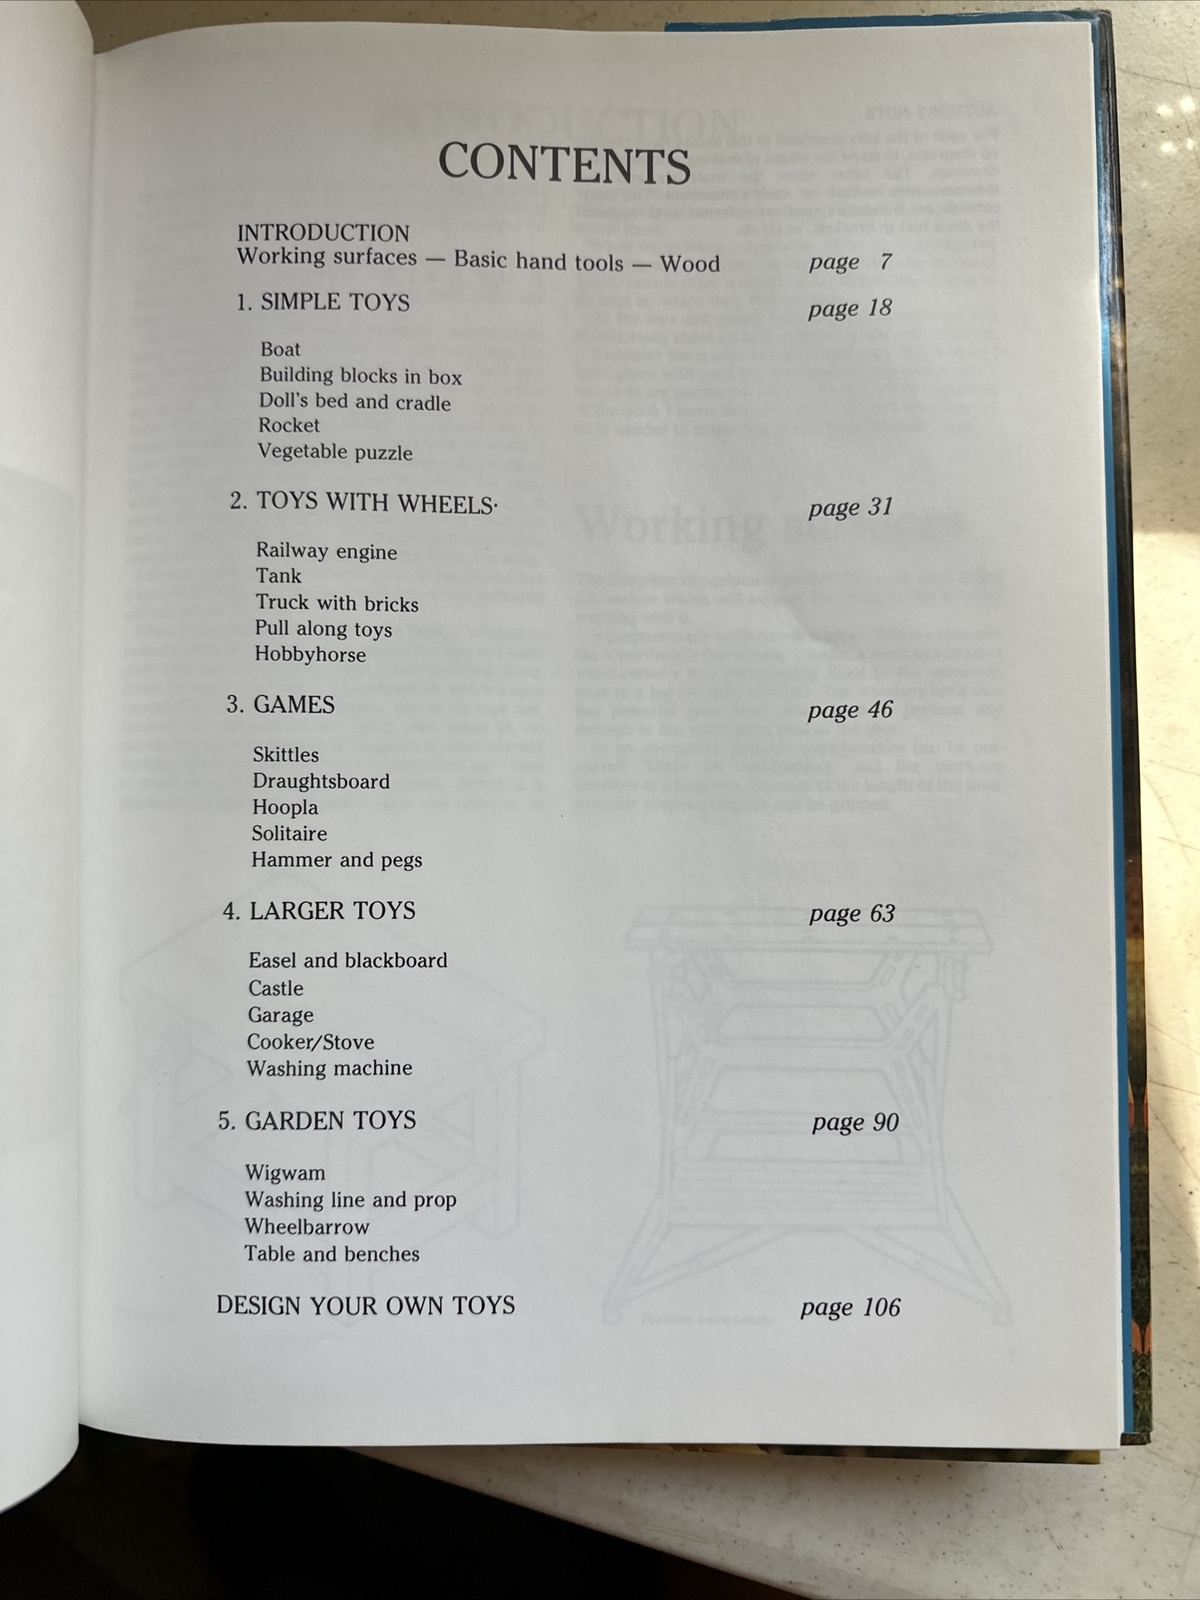 CONTENTS
INTRODUCTION
Working surfaces — Basic hand tools — Wood page 7
1. SIMPLE TOYS page 18
Boat
Building blocks in box
Doll's bed and cradle
Rocket
Vegetable puzzle
2. TOYS WITH WHEELS· page 31
Railway engine
Tank
Truck with bricks
Pull along toys
Hobbyhorse
3. GAMES page 46
Skittles
Draughtsboard
Hoopla
Solitaire
Hammer and pegs
4. LARGER TOYS page 63
Easel and blackboard
Castle
Garage
Cooker/Stove
Washing machine
5. GARDEN TOYS page 90
Wigwam
Washing line and prop
Wheelbarrow
Table and benches
DESIGN YOUR OWN TOYS page 106